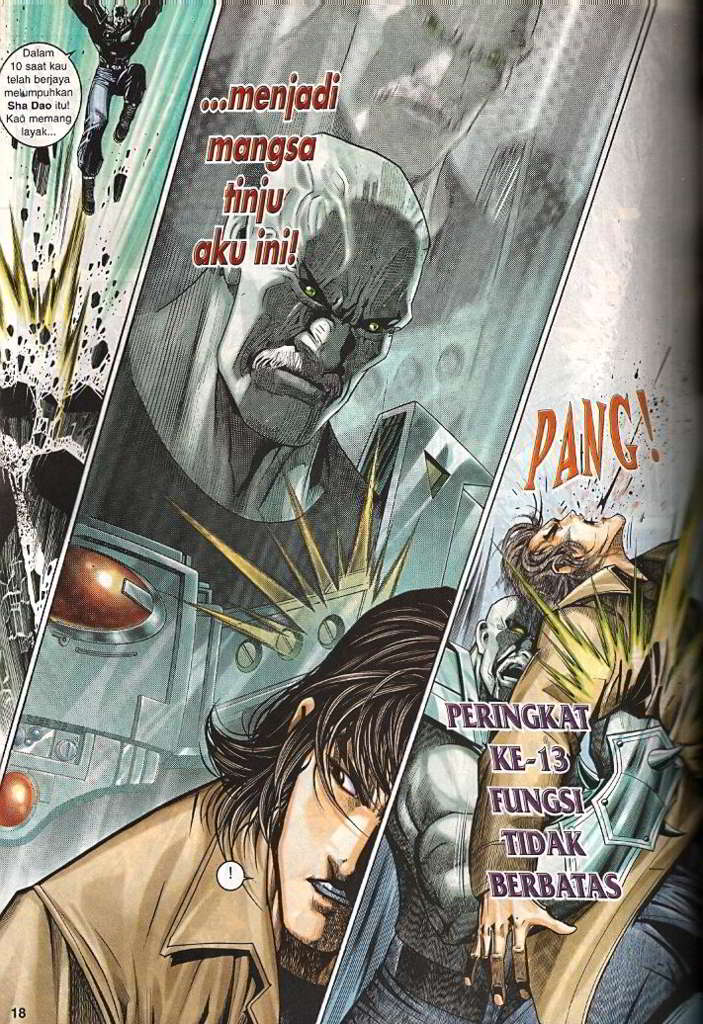 Dalam
10 saat kau
telah berjaya
melumpuhkan
Sha Dao itu!
Kaō memang
layak...
...menjadi
mangsa
tinju
aku ini!
PANG!
PERINGKAT
KE-13
FUNGSI
TIDAK
BERBATAS
!
18